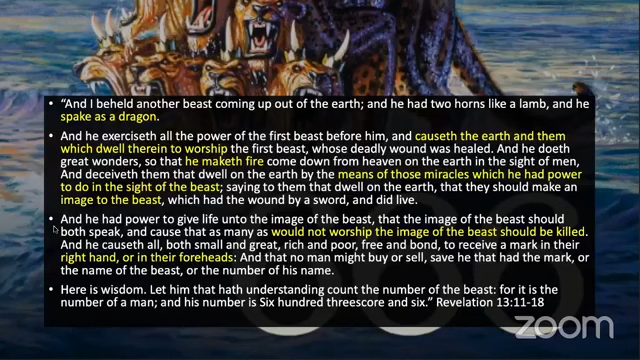 • “And I beheld another beast coming up out of the earth; and he had two horns like a lamb, and he
spake as a dragon.
• And he exerciseth all the power of the first beast before him, and causeth the earth and them
which dwell therein to worship the first beast, whose deadly wound was healed. And he doeth
great wonders, so that he maketh fire come down from heaven on the earth in the sight of men,
And deceiveth them that dwell on the earth by the means of those miracles which he had power
to do in the sight of the beast; saying to them that dwell on the earth, that they should make an
image to the beast, which had the wound by a sword, and did live.
• And he had power to give life unto the image of the beast, that the image of the beast should
both speak, and cause that as many as would not worship the image of the beast should be killed.
And he causeth all, both small and great, rich and poor, free and bond, to receive a mark in their
right hand, or in their foreheads: And that no man might buy or sell, save he that had the mark, or
the name of the beast, or the number of his name.
• Here is wisdom. Let him that hath understanding count the number of the beast: for it is the
number of a man; and his number is Six hundred threescore and six.” Revelation 13:11-18
zoom